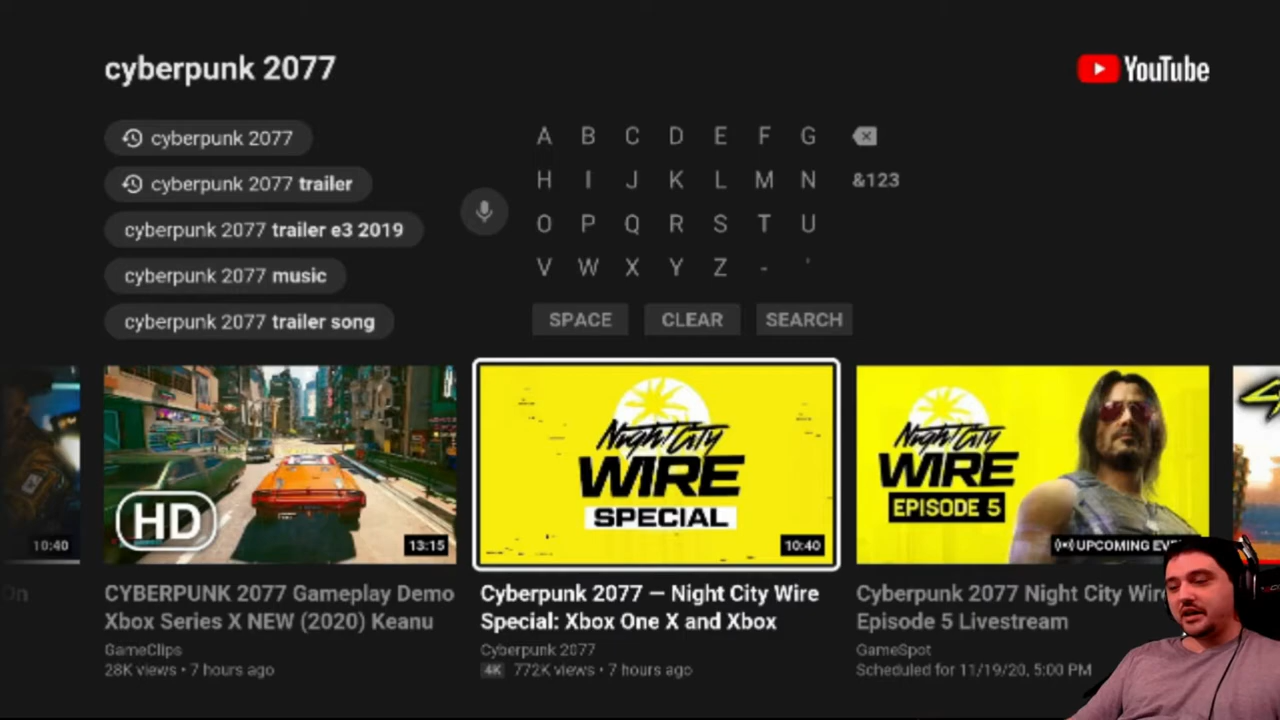 cyberpunk 2077
YouTube
cyberpunk 2077
cyberpunk 2077 trailer
cyberpunk 2077 trailer e3 2019
cyberpunk 2077 music
cyberpunk 2077 trailer song
A B C D E F G
H I J K L M N &123
O P Q R S T U
V W X Y Z - '
SPACE CLEAR SEARCH
10:40
HD
13:15
Night City
WIRE
SPECIAL
10:40
Night City
WIRE
EPISODE 5
UPCOMING
On
CYBERPUNK 2077 Gameplay Demo
Xbox Series X NEW (2020) Keanu
GameClips
28K views • 7 hours ago
Cyberpunk 2077 — Night City Wire
Special: Xbox One X and Xbox
Cyberpunk 2077
4K 772K views • 7 hours ago
Cyberpunk 2077 Night City
Episode 5 Livestream
GameSpot
Scheduled for 11/19/20, 5:00 PM